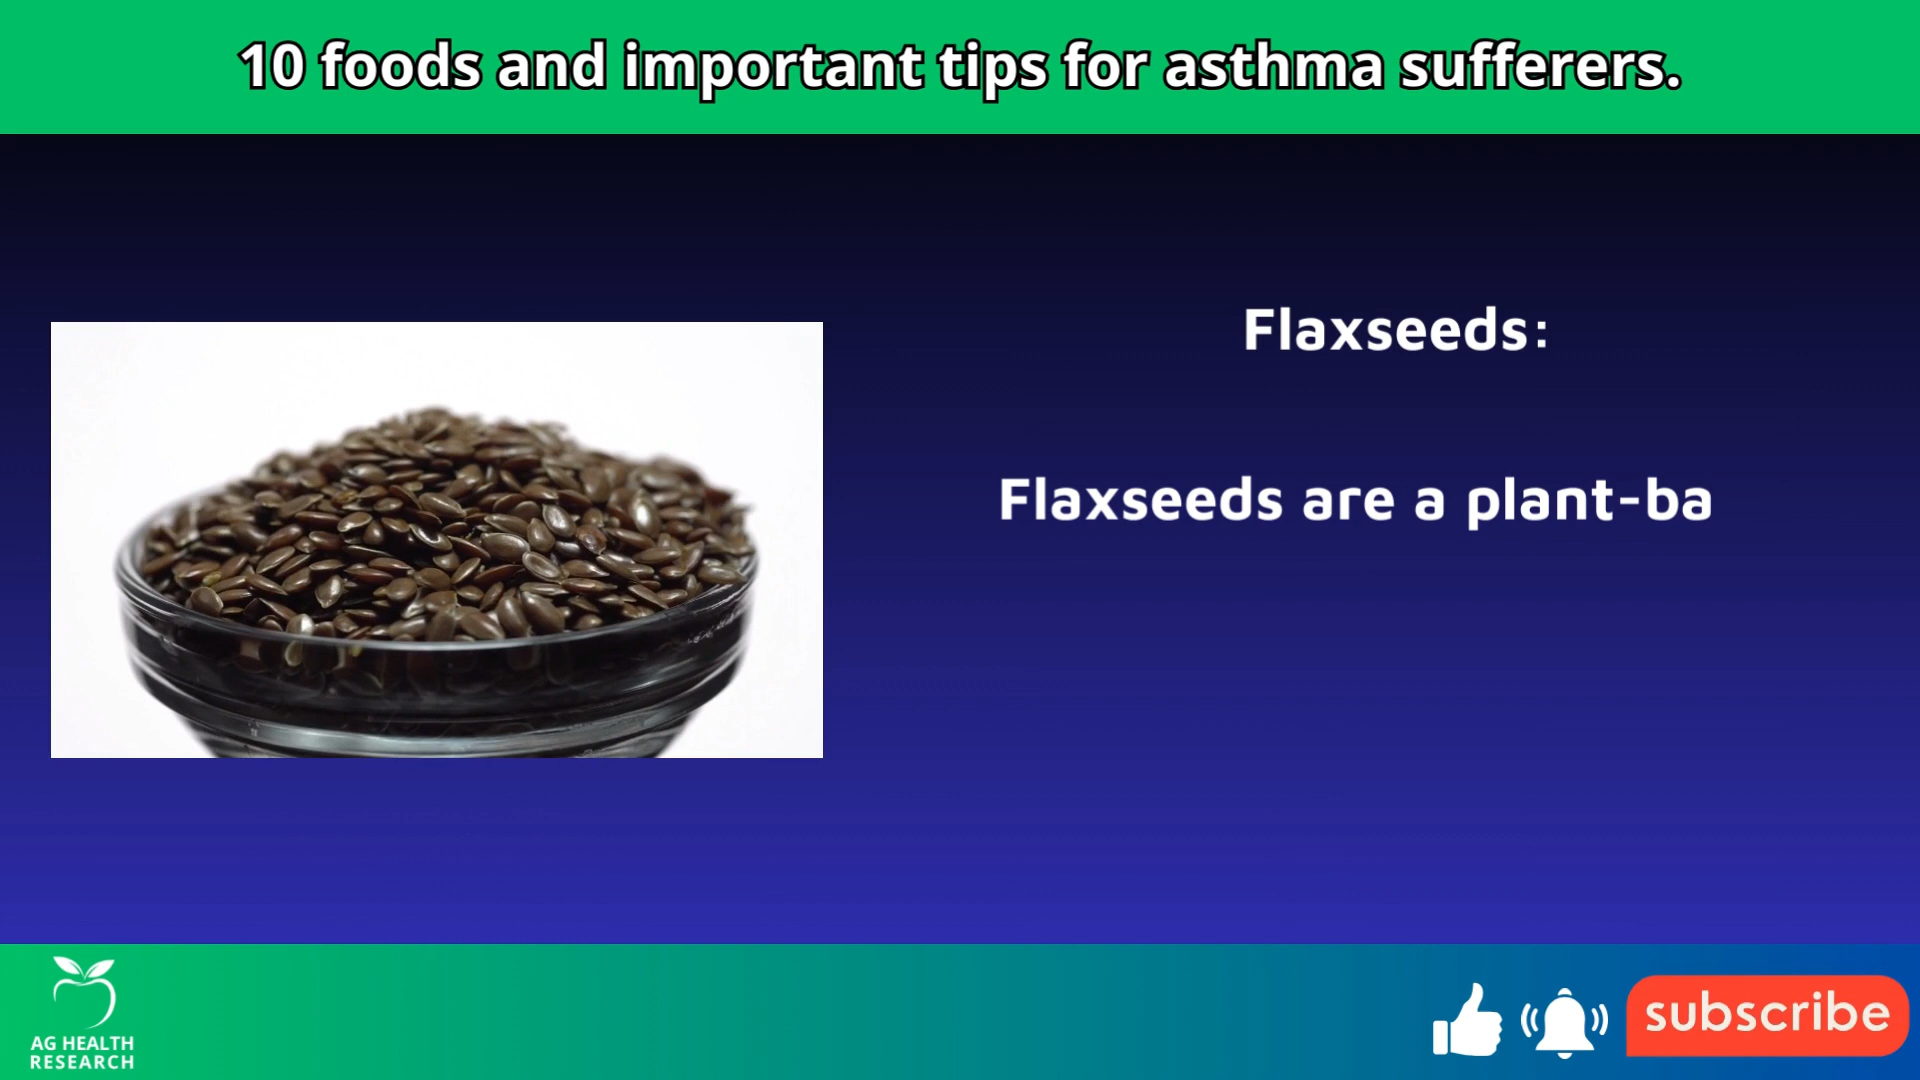 10 foods and important tips for asthma sufferers.
Flaxseeds:
Flaxseeds are a plant-ba
AG HEALTH
RESEARCH
subscribe